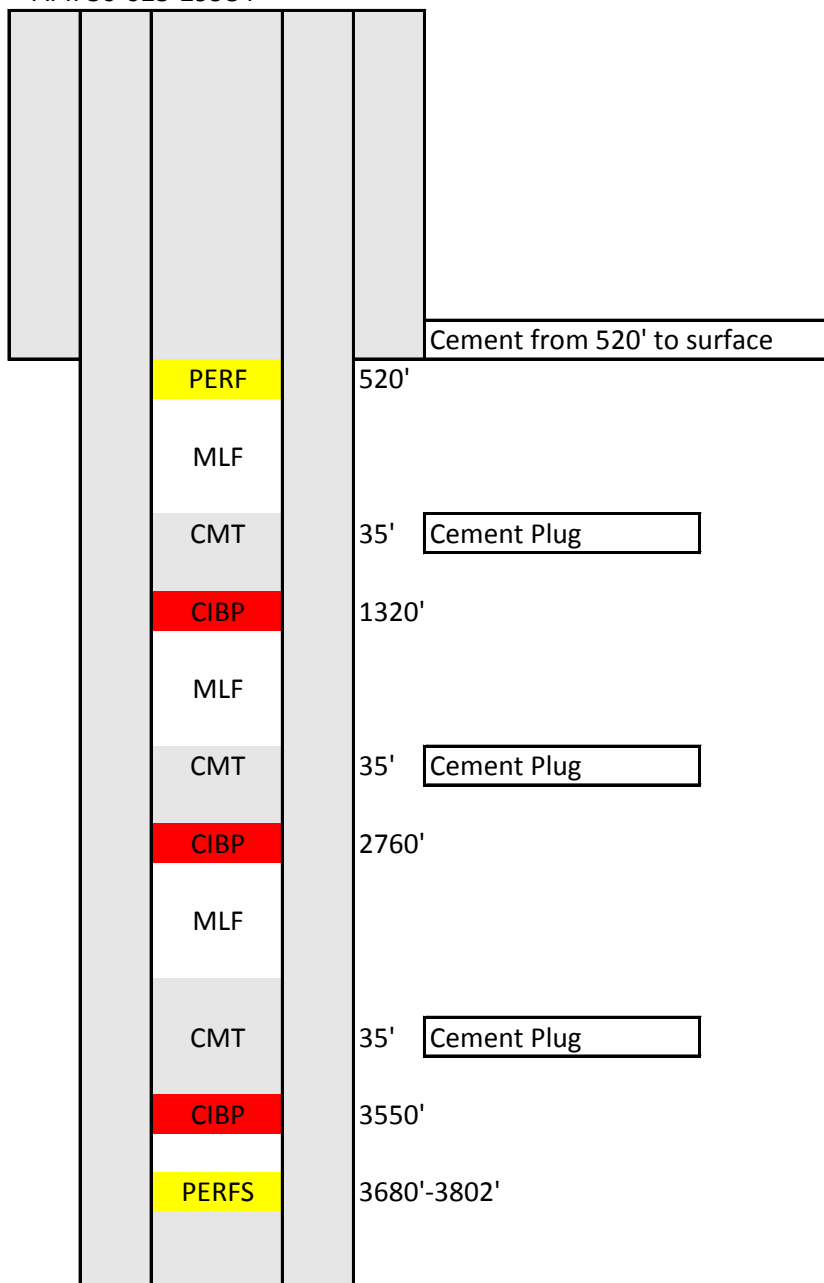 Cement from 520' to surface
PERF 520'
MLF
CMT 35' Cement Plug
CIBP 1320'
MLF
CMT 35' Cement Plug
CIBP 2760'
MLF
CMT 35' Cement Plug
CIBP 3550'
PERFS 3680'-3802'